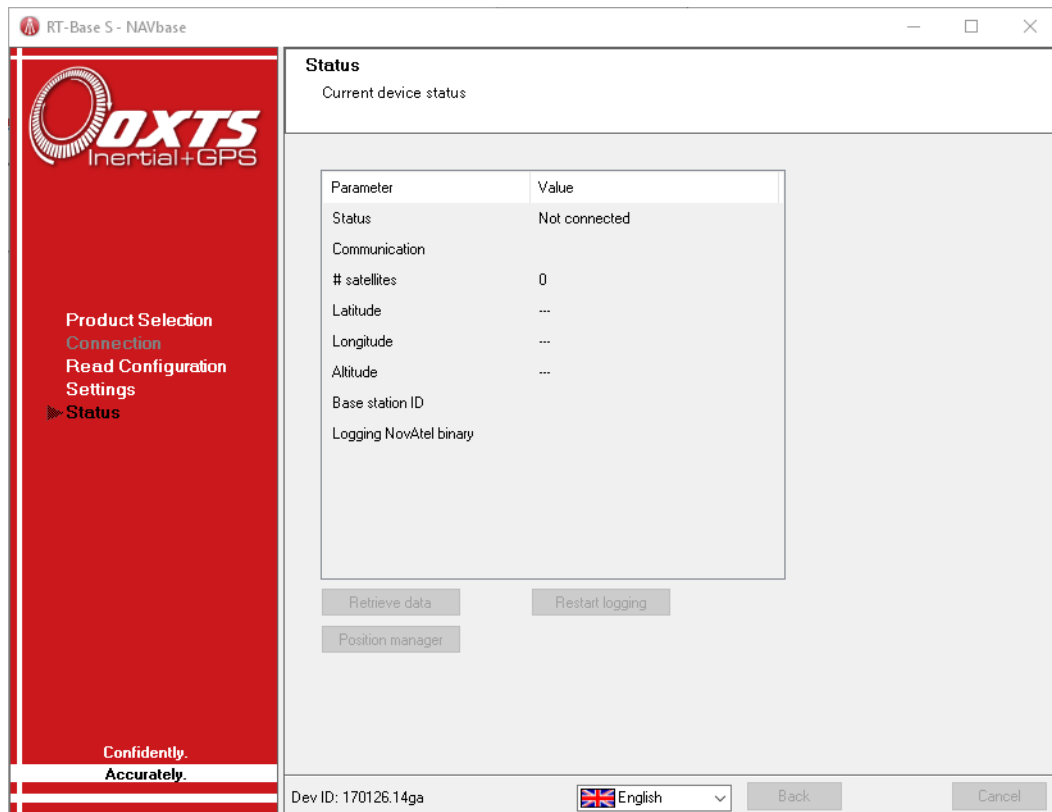 RT-Base S - NAVbase
OXTS
Inertial+GPS
Product Selection
Connection
Read Configuration
Settings
Status
Confidently.
Accurately.
Status
Current device status
Parameter Value
Status Not connected
Communication
# satellites 0
Latitude ---
Longitude ---
Altitude ---
Base station ID
Logging NovAtel binary
Retrieve data Restart logging
Position manager
Dev ID: 170126.14ga English Back Cancel